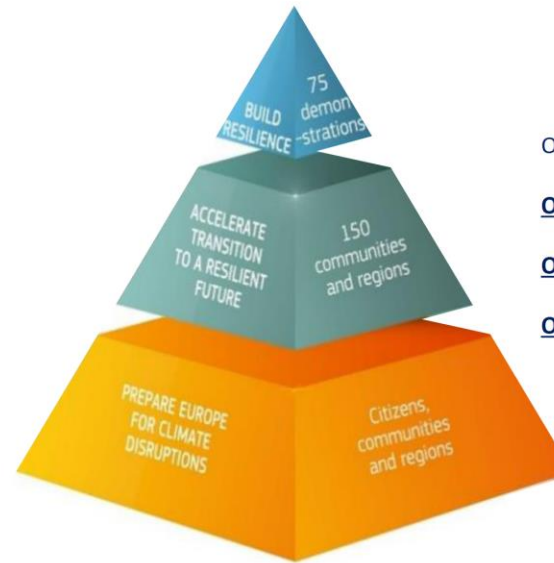 BUILD
RESILIENCE
75
demon
-strations
ACCELERATE
TRANSITION
TO A RESILIENT
FUTURE
150
communities
and regions
PREPARE EUROPE
FOR CLIMATE
DISRUPTIONS
Citizens,
communities
and regions